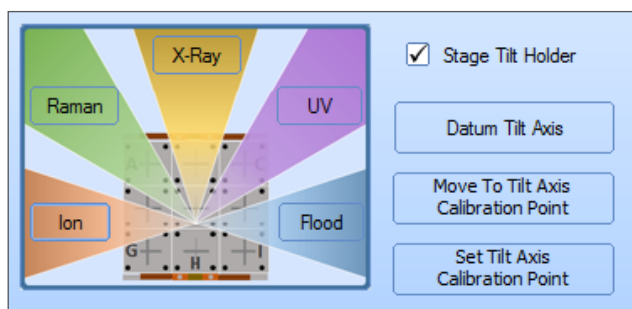 X-Ray
Stage Tilt Holder
Raman
UV
Datum Tilt Axis
A
C
Move To Tilt Axis
Calibration Point
Ion
Flood
G
H
I
Set Tilt Axis
Calibration Point